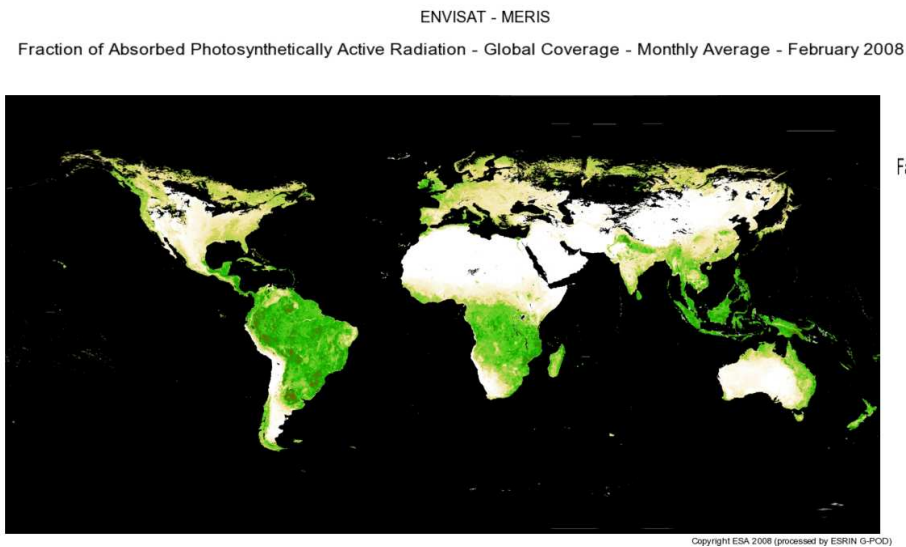 ENVISAT - MERIS
Fraction of Absorbed Photosynthetically Active Radiation - Global Coverage - Monthly Average - February 2008
Copyright ESA 2008 (processed by ESRIN G-POD)